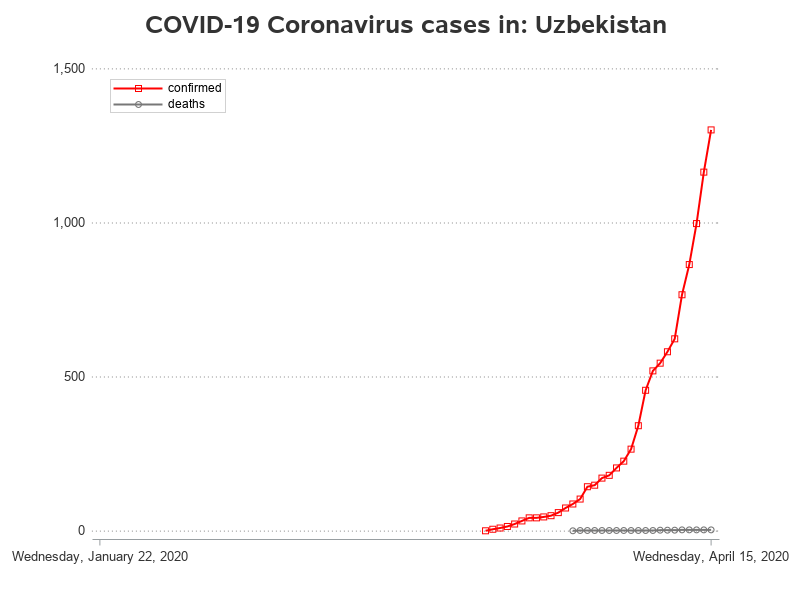 COVID-19 Coronavirus cases in: Uzbekistan
1,500
confirmed
deaths
1,000
500
0
Wednesday, January 22, 2020
Wednesday, April 15, 2020